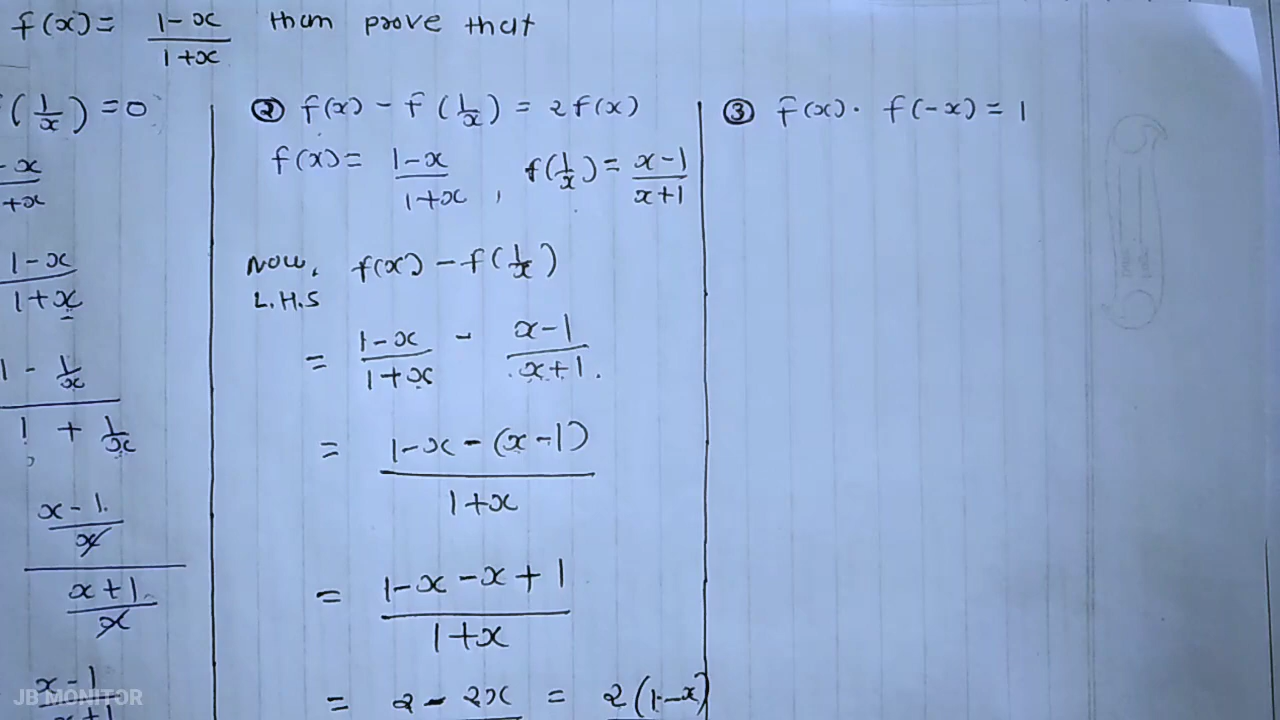 f(x) = (1-x)/(1+x) then prove that
(1/x) = 0
-x/+x
(1-x)/(1+x)
(1 - 1/x)/(1 + 1/x)
((x-1)/x)/((x+1)/x)
x-1
② f(x) - f(1/x) = 2f(x)
f(x) = (1-x)/(1+x), f(1/x) = (x-1)/(x+1)
Now, f(x) - f(1/x)
L.H.S
= (1-x)/(1+x) - (x-1)/(x+1)
= (1-x-(x-1))/(1+x)
= (1-x-x+1)/(1+x)
= 2-2x = 2(1-x)
③ f(x). f(-x) = 1
JB MONITOR